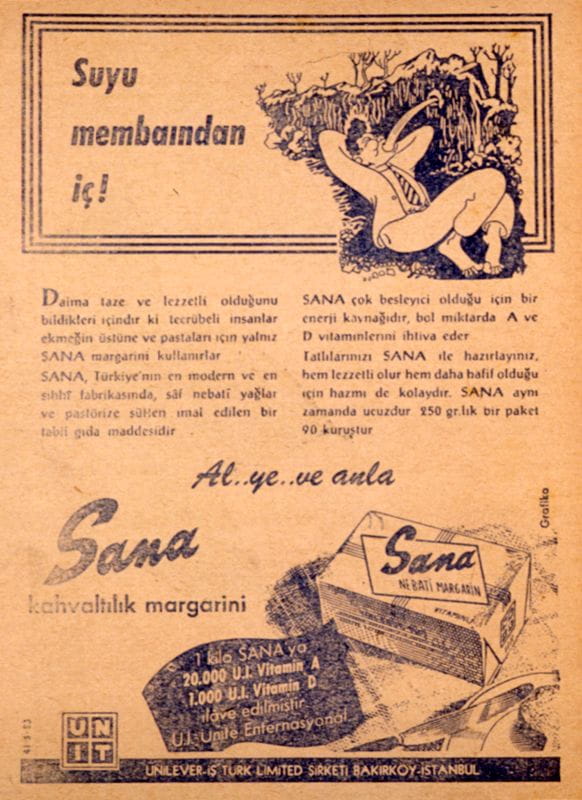 Suyu
membaından
iç!
Daima taze ve lezzetli olduğunu
bildikleri içindir ki tecrübeli insanlar
ekmeğin üstüne ve pastaları için yalnız
SANA margarini kullanırlar
SANA, Türkiye'nin en modern ve en
sıhhî fabrikasında, sâf nebatî yağlar
ve pastörize sütten imal edilen bir
tabiî gıda maddesidir
SANA çok besleyici olduğu için bir
enerji kaynağıdır, bol miktarda A ve
D vitaminlerini ihtiva eder
Tatlılarınızı SANA ile hazırlayınız,
hem lezzetli olur hem daha hafif olduğu
için hazmı de kolaydır. SANA aynı
zamanda ucuzdur 250 gr.lık bir paket
90 kuruştur
Al..ye..ve anla
Grafika
Sana
kahvaltılık margarini
Sana
NEBATİ MARGARİN
VİTAMİNLİ
1 kilo SANA'ya
20.000 U.I. Vitamin A
1.000 U.I. Vitamin D
ilâve edilmiştir
U.I.-Unite Enternasyonal
UNIT
UNILEVER-İŞ TÜRK LİMİTED ŞİRKETİ BAKIRKÖY-İSTANBUL